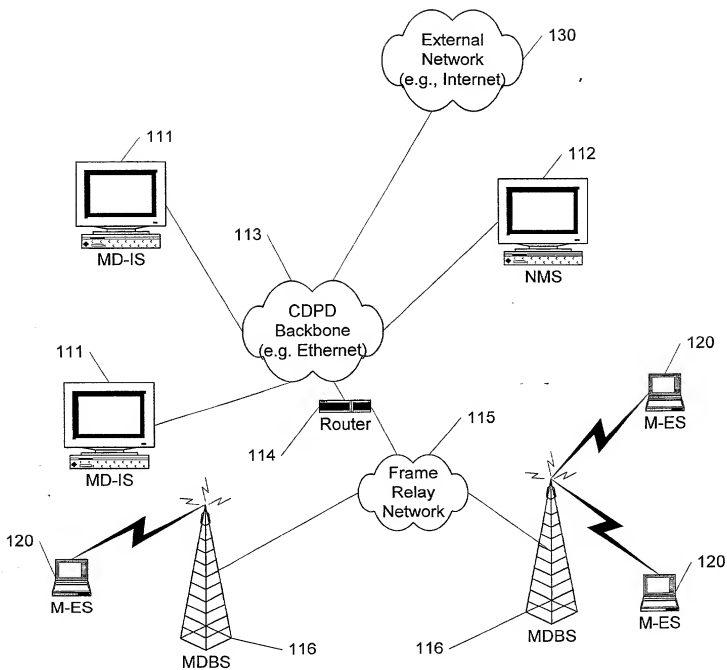 External
Network
(e.g., Internet)
130
111
112
MD-IS
NMS
113
CDPD
Backbone
(e.g. Ethernet)
111
120
M-ES
114
Router
115
MD-IS
Frame
Relay
Network
120
M-ES
120
M-ES
116
MDBS
116
MDBS